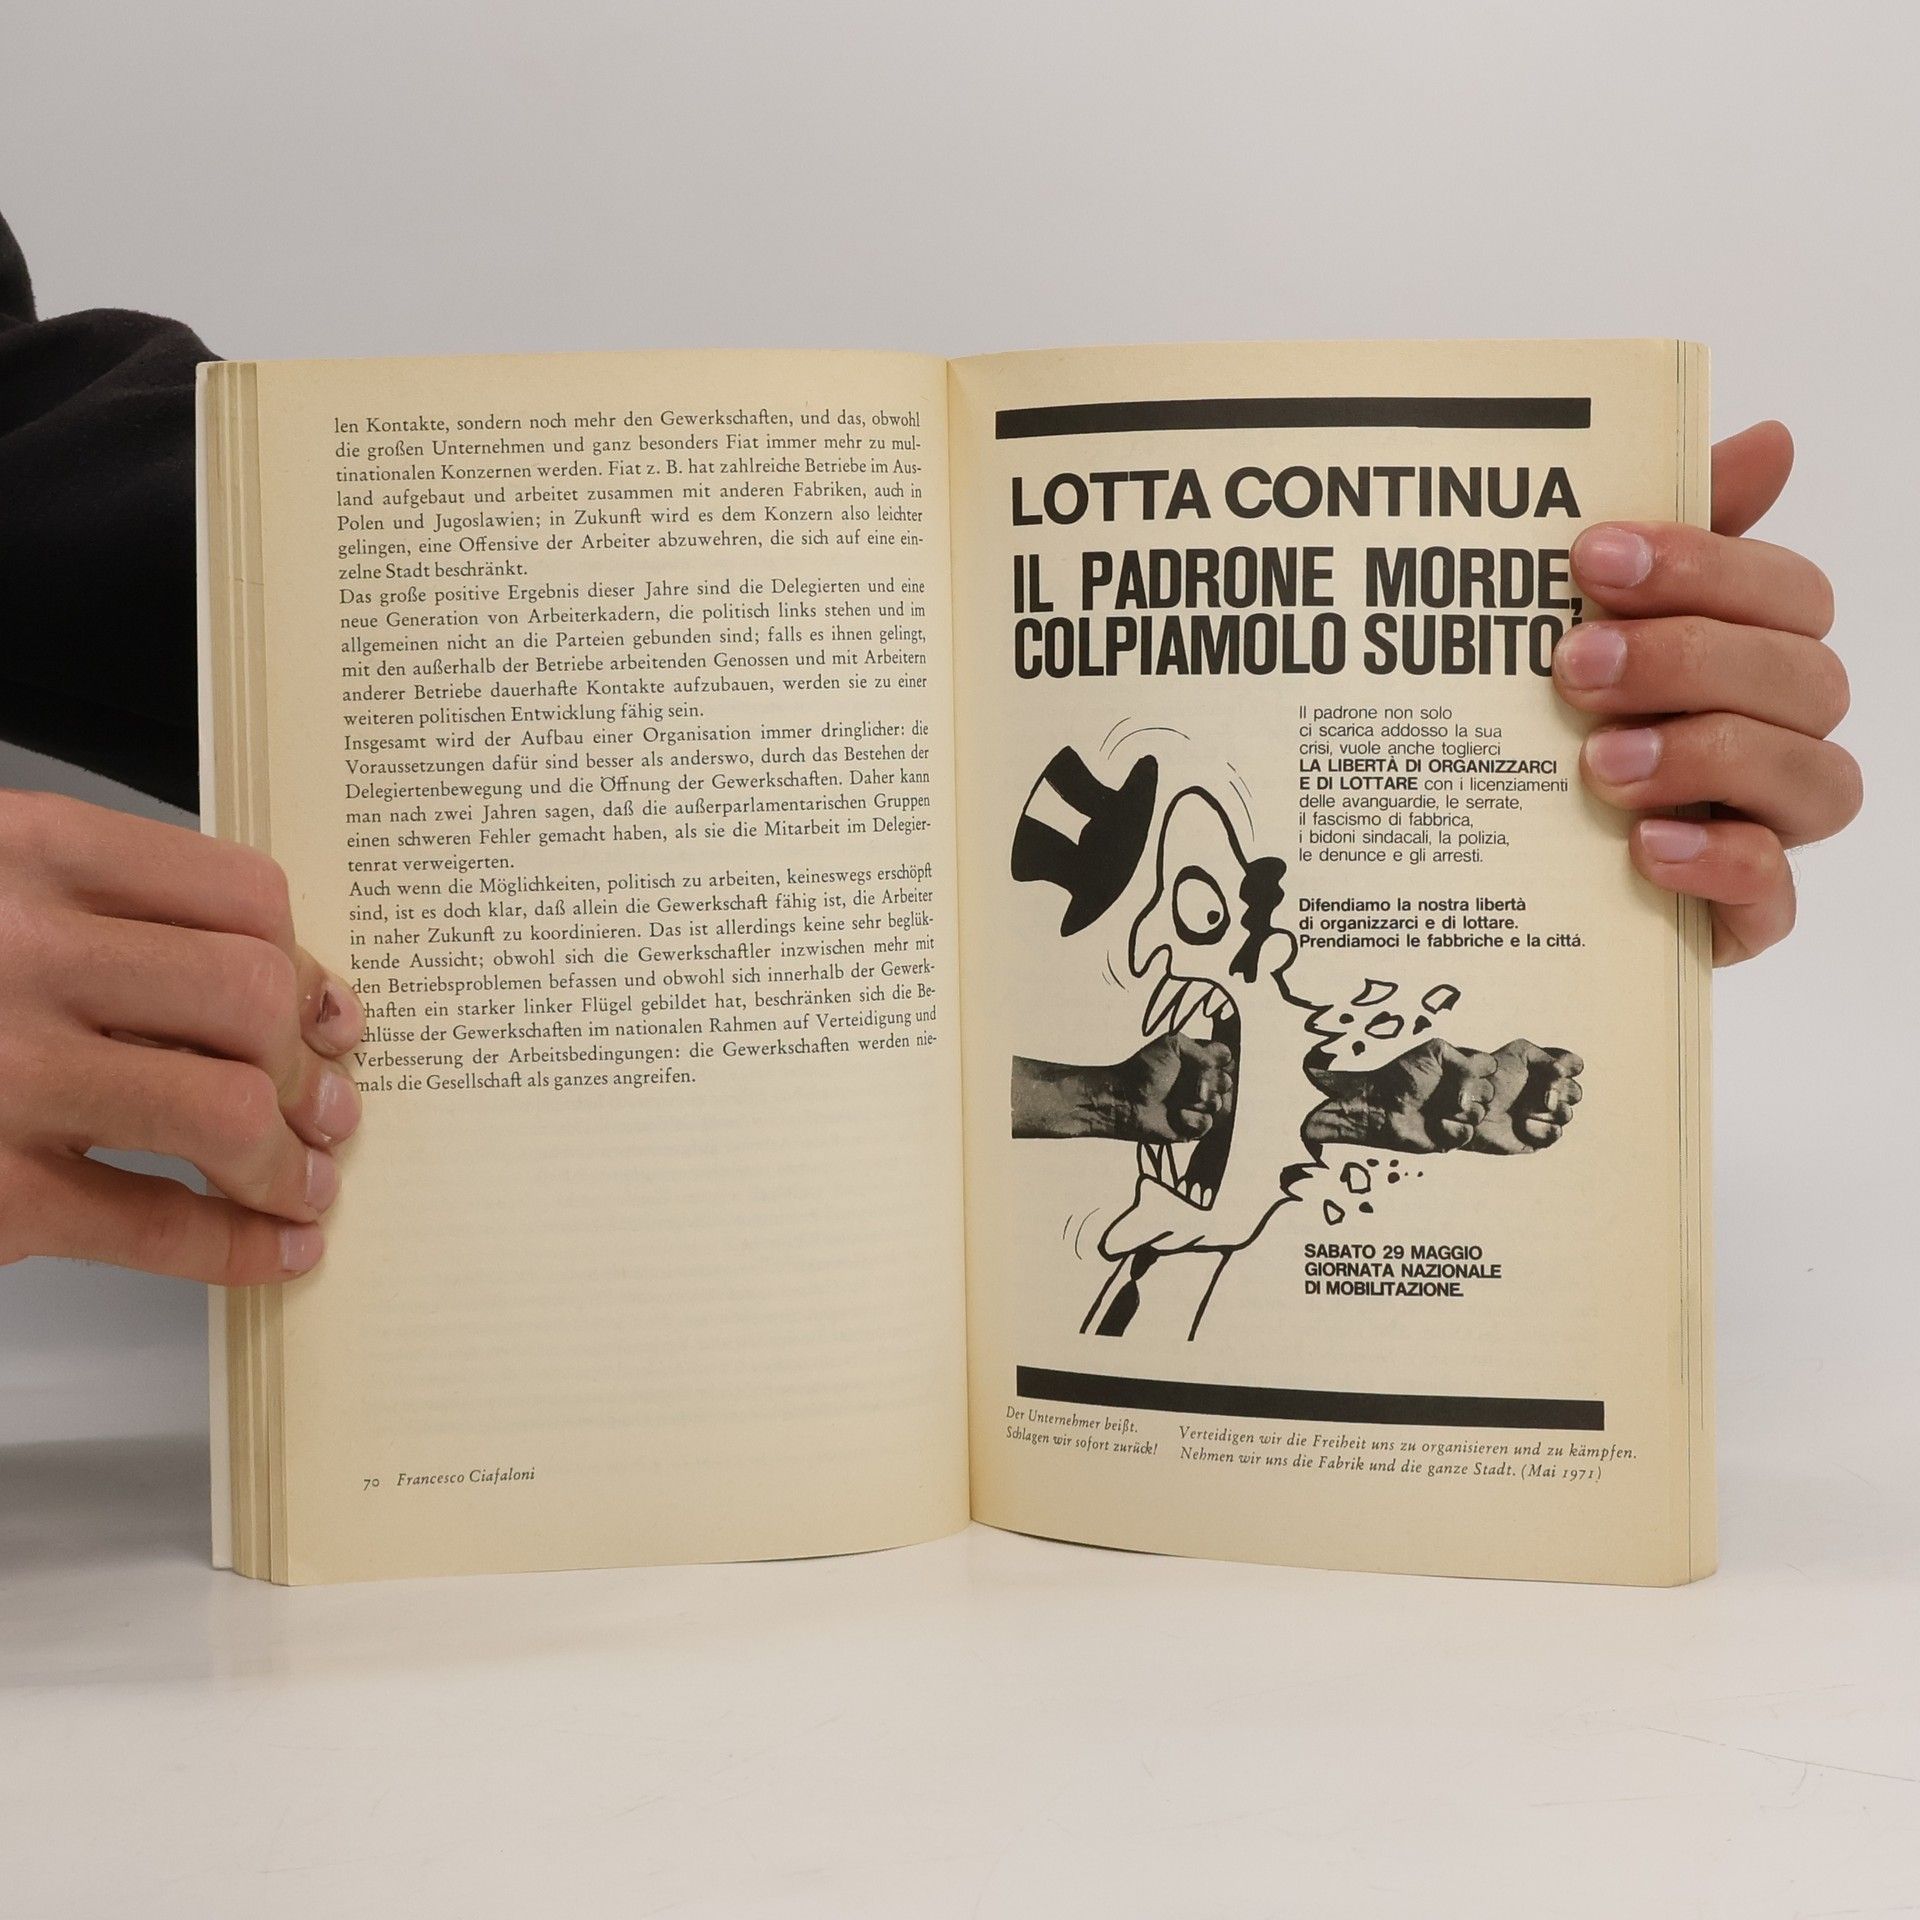 len Kontakte, sondern noch mehr den Gewerkschaften, und das, obwohl
die großen Unternehmen und ganz besonders Fiat immer mehr zu mul-
tinationalen Konzernen werden. Fiat z. B. hat zahlreiche Betriebe im Aus-
land aufgebaut und arbeitet zusammen mit anderen Fabriken, auch in
Polen und Jugoslawien; in Zukunft wird es dem Konzern also leichter
gelingen, eine Offensive der Arbeiter abzuwehren, die sich auf eine ein-
zelne Stadt beschränkt.
Das große positive Ergebnis dieser Jahre sind die Delegierten und eine
neue Generation von Arbeiterkadern, die politisch links stehen und im
allgemeinen nicht an die Parteien gebunden sind; falls es ihnen gelingt,
mit den außerhalb der Betriebe arbeitenden Genossen und mit Arbeitern
anderer Betriebe dauerhafte Kontakte aufzubauen, werden sie zu einer
weiteren politischen Entwicklung fähig sein.
Insgesamt wird der Aufbau einer Organisation immer dringlicher: die
Voraussetzungen dafür sind besser als anderswo, durch das Bestehen der
Delegiertenbewegung und die Öffnung der Gewerkschaften. Daher kann
man nach zwei Jahren sagen, daß die außerparlamentarischen Gruppen
einen schweren Fehler gemacht haben, als sie die Mitarbeit im Delegier-
tenrat verweigerten.
Auch wenn die Möglichkeiten, politisch zu arbeiten, keineswegs erschöpft
sind, ist es doch klar, daß allein die Gewerkschaft fähig ist, die Arbeiter
in naher Zukunft zu koordinieren. Das ist allerdings keine sehr beglük-
kende Aussicht; obwohl sich die Gewerkschaftler inzwischen mehr mit
den Betriebsproblemen befassen und obwohl sich innerhalb der Gewerk-
haften ein starker linker Flügel gebildet hat, beschränken sich die Be-
hlüsse der Gewerkschaften im nationalen Rahmen auf Verteidigung und
Verbesserung der Arbeitsbedingungen: die Gewerkschaften werden nie-
mals die Gesellschaft als ganzes angreifen.
70 Francesco Ciafaloni
LOTTA CONTINUA
IL PADRONE MORDE,
COLPIAMOLO SUBITO!
Il padrone non solo
ci scarica addosso la sua
crisi, vuole anche toglierci
LA LIBERTÀ DI ORGANIZZARCI
E DI LOTTARE con i licenziamenti
delle avanguardie, le serrate,
il fascismo di fabbrica,
i bidoni sindacali, la polizia,
le denunce e gli arresti.
Difendiamo la nostra libertà
di organizzarci e di lottare.
Prendiamoci le fabbriche e la cittá.
SABATO 29 MAGGIO
GIORNATA NAZIONALE
DI MOBILITAZIONE.
Der Unternehmer beißt.
Schlagen wir sofort zurück!
Verteidigen wir die Freiheit uns zu organisieren und zu kämpfen.
Nehmen wir uns die Fabrik und die ganze Stadt. (Mai 1971)